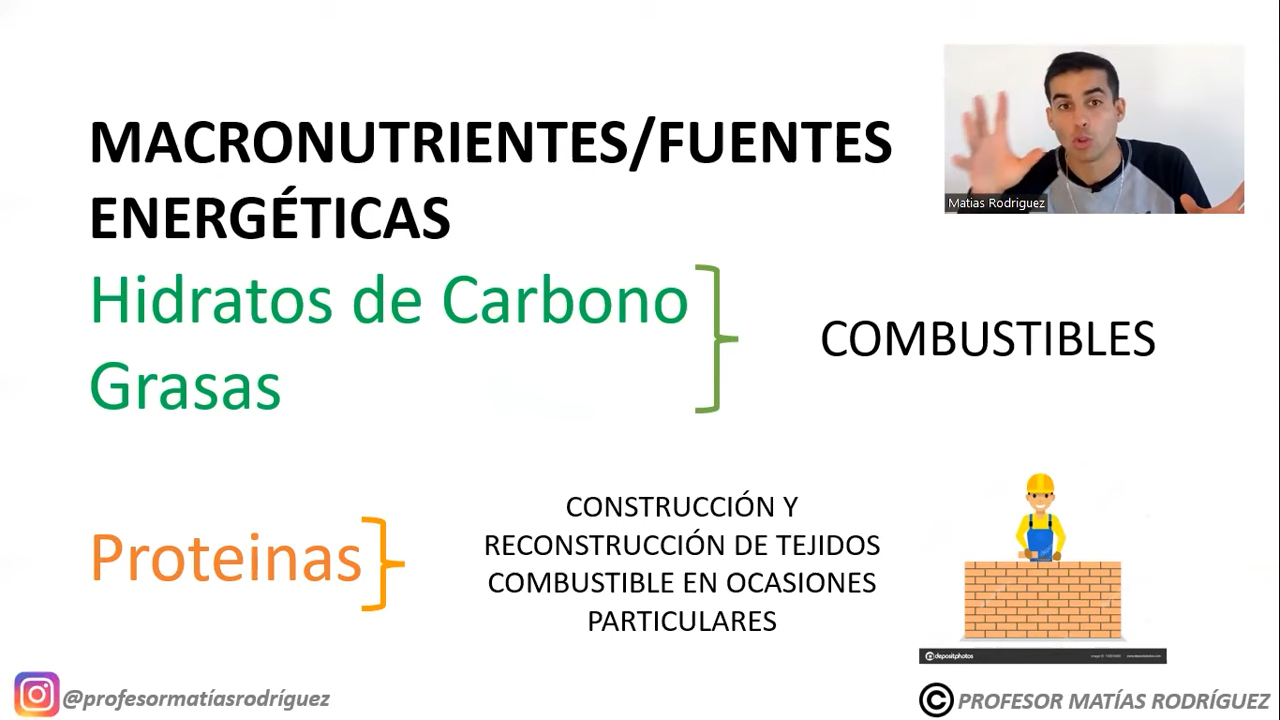 MACRONUTRIENTES/FUENTES
ENERGÉTICAS
Hidratos de Carbono
Grasas
COMBUSTIBLES
Proteinas
CONSTRUCCIÓN Y
RECONSTRUCCIÓN DE TEJIDOS
COMBUSTIBLE EN OCASIONES
PARTICULARES
Matias Rodriguez
depositphotos
@profesormatíasrodríguez
© PROFESOR MATÍAS RODRÍGUEZ